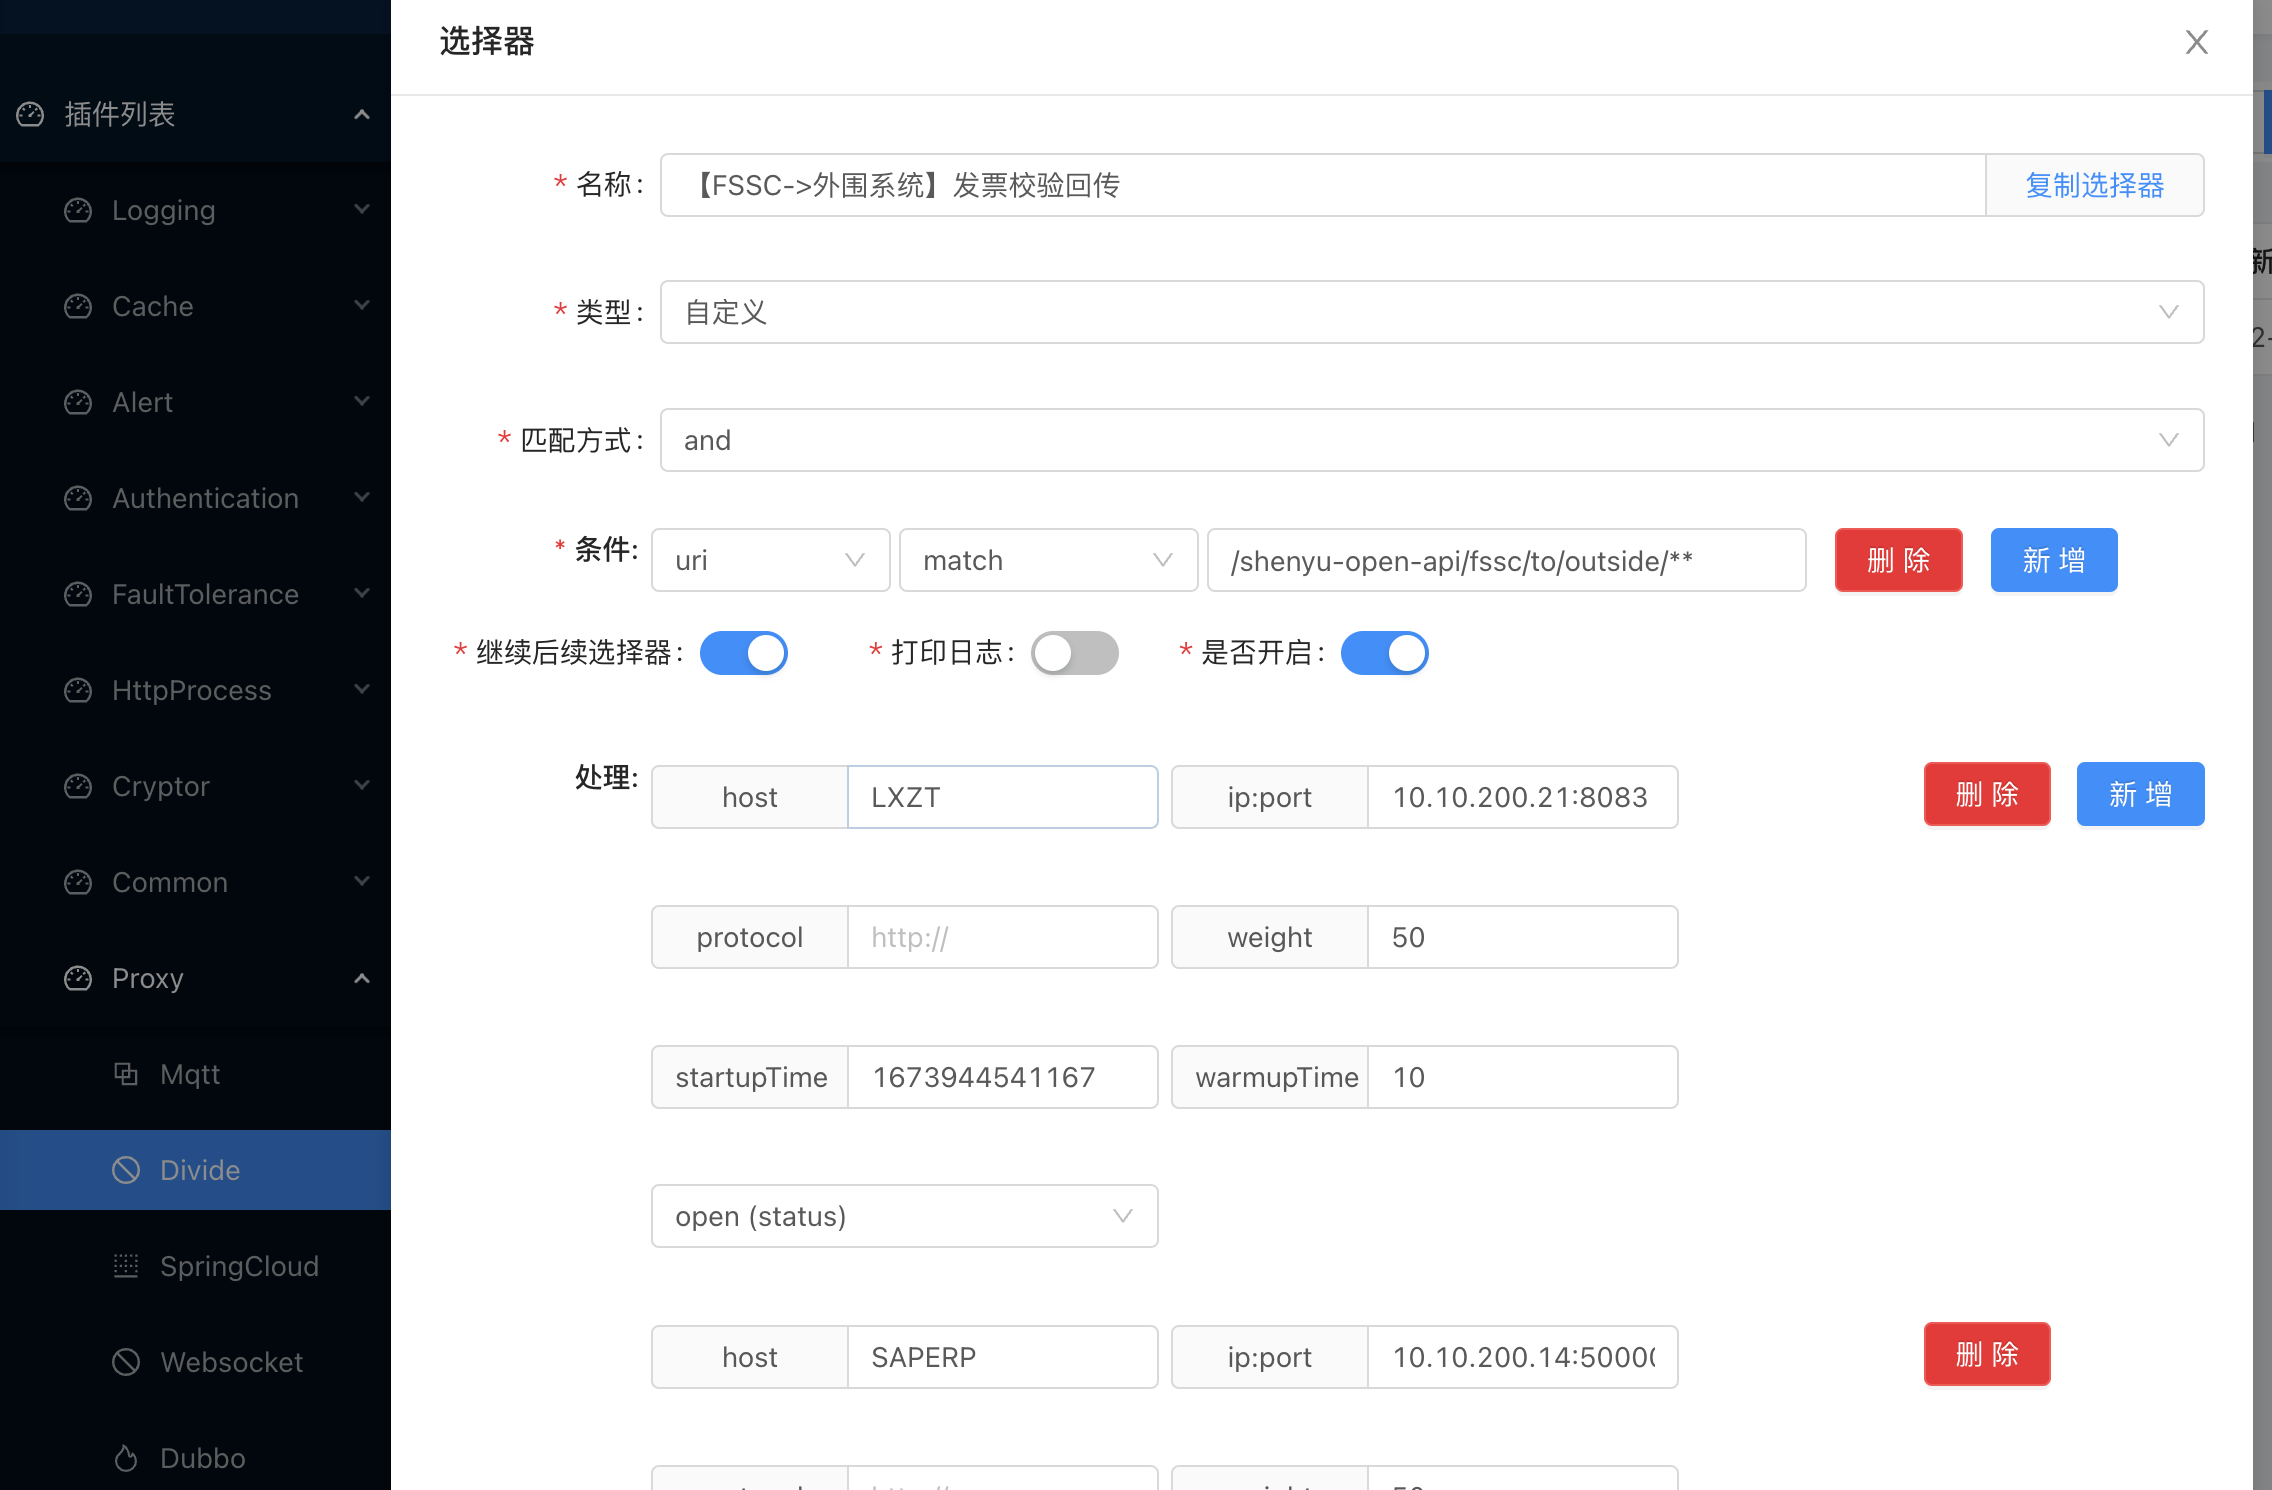 选择器
插件列表
Logging
Cache
Alert
Authentication
FaultTolerance
HttpProcess
Cryptor
Common
Proxy
Mqtt
Divide
SpringCloud
Websocket
Dubbo
* 名称: 【FSSC->外围系统】发票校验回传 复制选择器
* 类型: 自定义
* 匹配方式: and
* 条件: uri match /shenyu-open-api/fssc/to/outside/** 删 除 新 增
* 继续后续选择器: * 打印日志: * 是否开启:
处理: host LXZT ip:port 10.10.200.21:8083 删 除 新 增
protocol http:// weight 50
startupTime 1673944541167 warmupTime 10
open (status)
host SAPERP ip:port 10.10.200.14:5000 删 除
新
2-